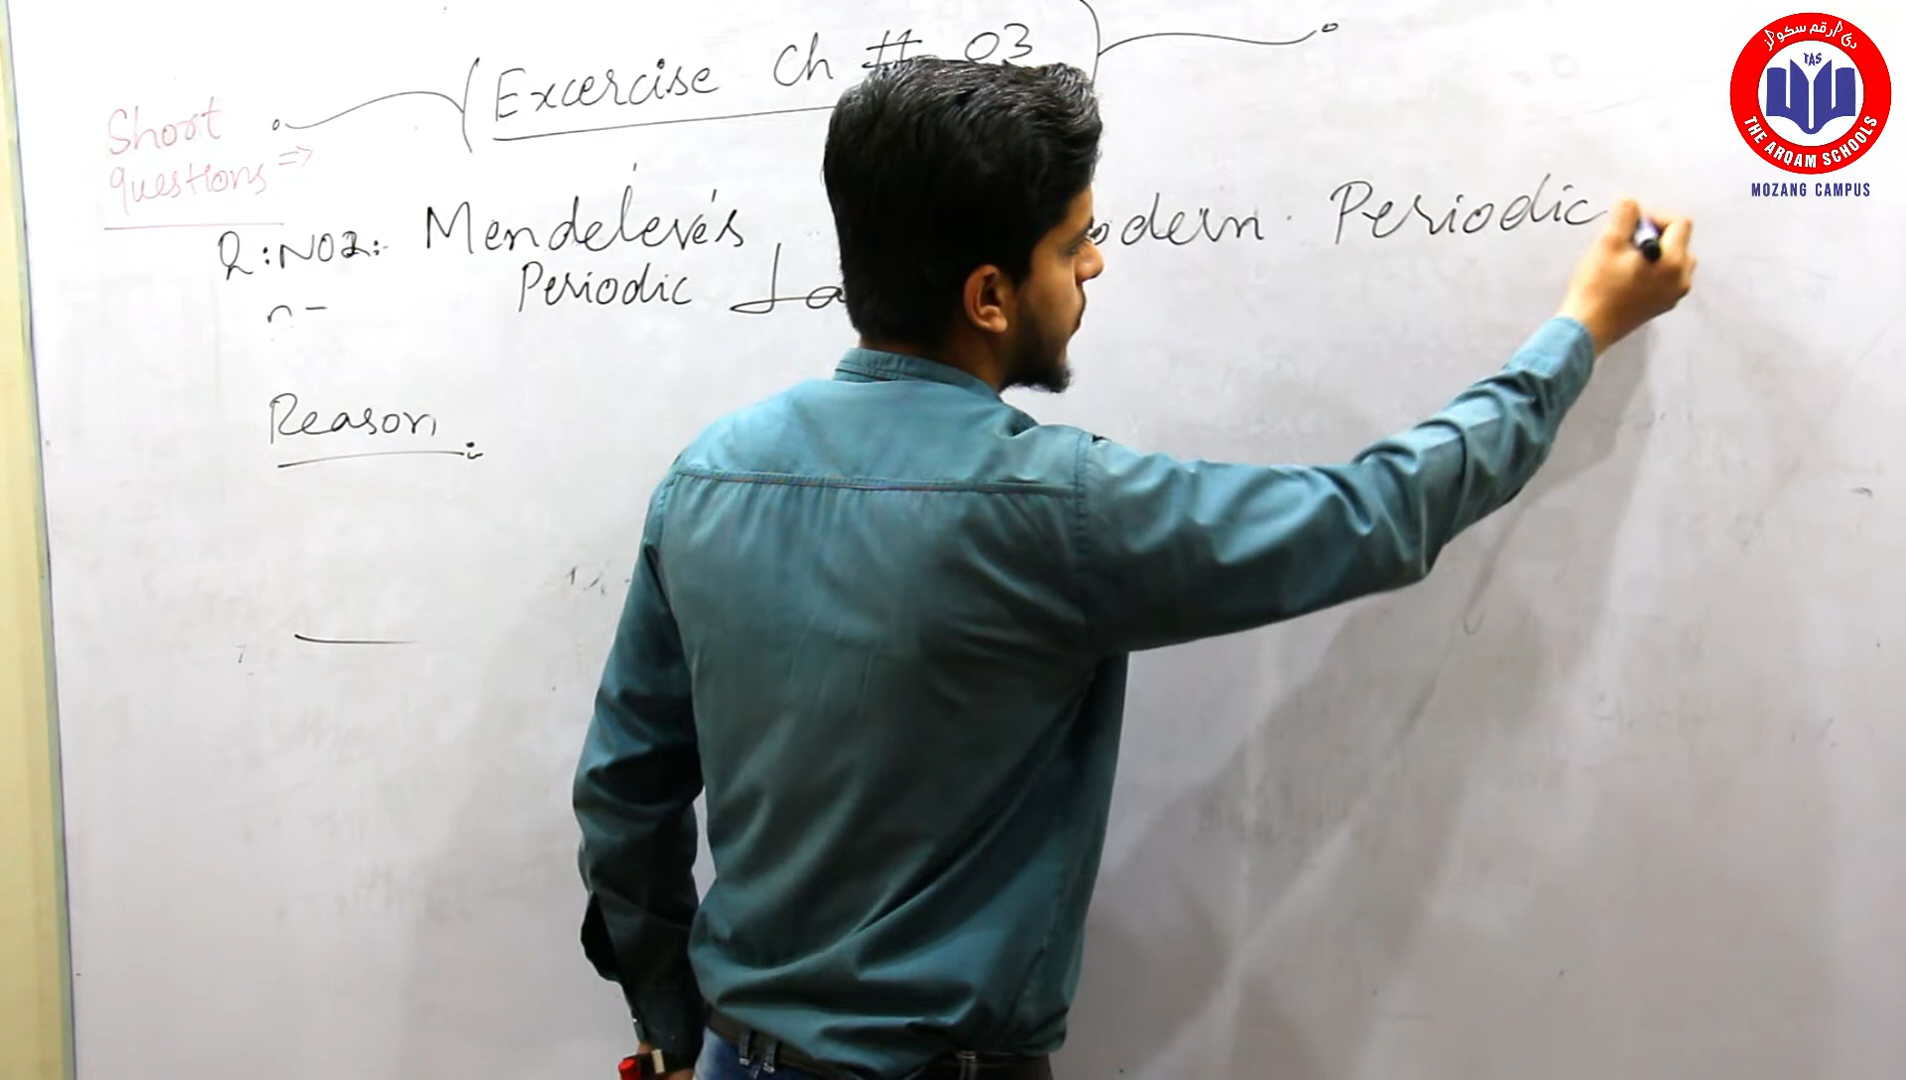 Excercise Ch # 03
Short
questions =>
Q:NO2:- Mendeleve's odern Periodic
Periodic La
Reason
دی ارقم سکولز
TAS
THE ARQAM SCHOOLS
MOZANG CAMPUS